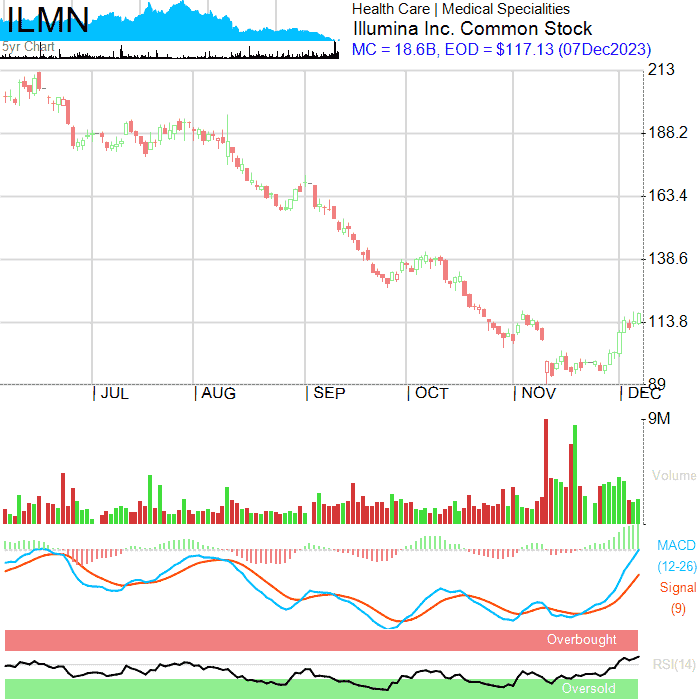 ILMN
5yr Chart
Health Care | Medical Specialities
Illumina Inc. Common Stock
MC = 18.6B, EOD = $117.13 (07Dec2023)
213
188.2
163.4
138.6
113.8
89
JUL AUG SEP OCT NOV DEC
9M
Volume
MACD
(12-26)
Signal
(9)
Overbought
RSI(14)
Oversold